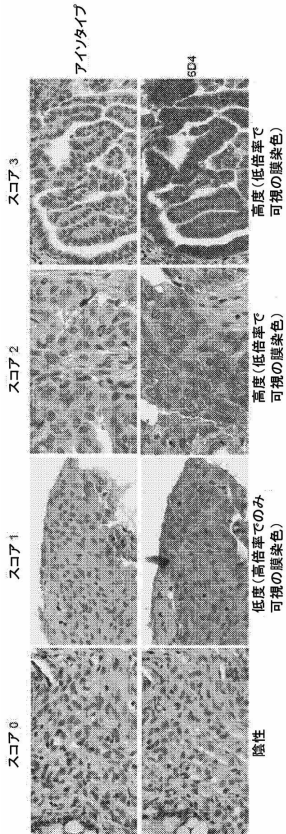 スコア 0
スコア 1
スコア 2
スコア 3
アイソタイプ
6D4
陰性
低度(高倍率でのみ
可視の膜染色)
高度(低倍率で
可視の膜染色)
高度(低倍率で
可視の膜染色)